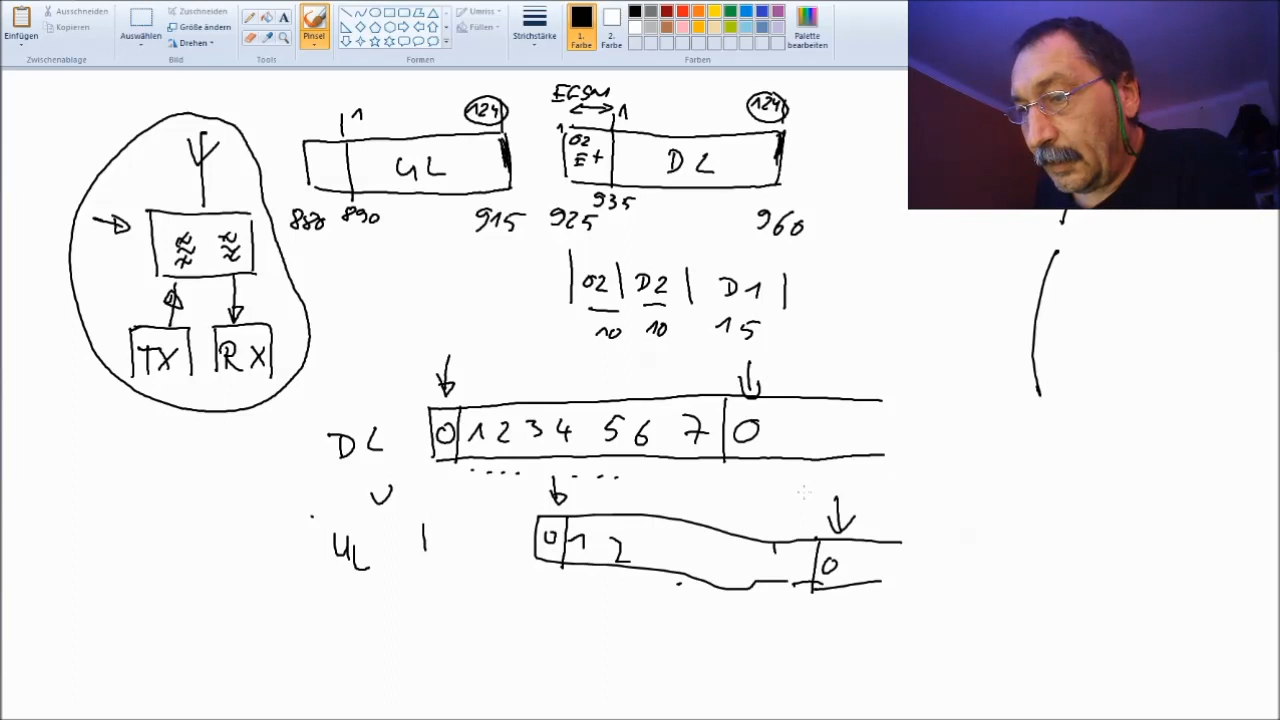 Einfügen
Ausschneiden
Kopieren
Zwischenablage
Auswählen
Zuschneiden
Größe ändern
Drehen
Bild
Tools
Pinsel
Formen
Umriss
Füllen
Strichstärke
1. Farbe
2. Farbe
Palette bearbeiten
Farben
EGSM
1 124 1 1 124
UL O2 E+ DL
880 890 915 925 935 960
O2 D2 D1
10 10 15
TX RX
DL 0 1 2 3 4 5 6 7 0
UL 0 1 2 0